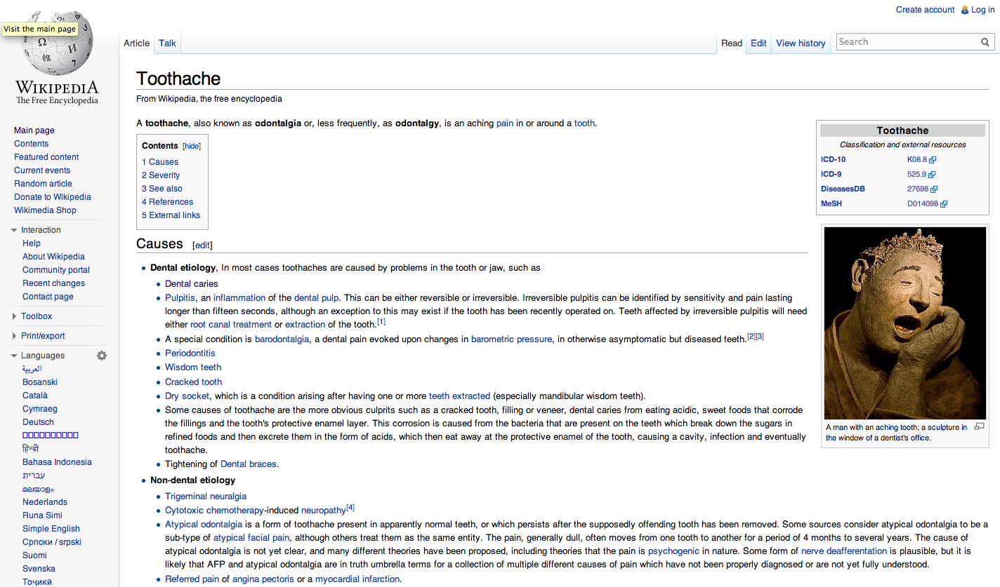 Create account Log in
Visit the main page
Ω
И
維
7
WIKIPEDIA
The Free Encyclopedia
Article Talk
Read Edit View history
Search
Toothache
From Wikipedia, the free encyclopedia
Main page
Contents
Featured content
Current events
Random article
Donate to Wikipedia
Wikimedia Shop
Interaction
Help
About Wikipedia
Community portal
Recent changes
Contact page
Toolbox
Print/export
Languages
العربية
Bosanski
Català
Cymraeg
Deutsch
हिन्दी
Bahasa Indonesia
עברית
മലയാളം
Nederlands
Runa Simi
Simple English
Српски / srpski
Suomi
Svenska
Тоҷикӣ
A toothache, also known as odontalgia or, less frequently, as odontalgy, is an aching pain in or around a tooth.
Contents [hide]
1 Causes
2 Severity
3 See also
4 References
5 External links
Toothache
Classification and external resources
ICD-10 K08.8
ICD-9 525.9
DiseasesDB 27698
MeSH D014098
A man with an aching tooth; a sculpture in
the window of a dentist's office.
Causes [edit]
Dental etiology, In most cases toothaches are caused by problems in the tooth or jaw, such as
Dental caries
Pulpitis, an inflammation of the dental pulp. This can be either reversible or irreversible. Irreversible pulpitis can be identified by sensitivity and pain lasting
longer than fifteen seconds, although an exception to this may exist if the tooth has been recently operated on. Teeth affected by irreversible pulpitis will need
either root canal treatment or extraction of the tooth.[1]
A special condition is barodontalgia, a dental pain evoked upon changes in barometric pressure, in otherwise asymptomatic but diseased teeth.[2][3]
Periodontitis
Wisdom teeth
Cracked tooth
Dry socket, which is a condition arising after having one or more teeth extracted (especially mandibular wisdom teeth).
Some causes of toothache are the more obvious culprits such as a cracked tooth, filling or veneer, dental caries from eating acidic, sweet foods that corrode
the fillings and the tooth's protective enamel layer. This corrosion is caused from the bacteria that are present on the teeth which break down the sugars in
refined foods and then excrete them in the form of acids, which then eat away at the protective enamel of the tooth, causing a cavity, infection and eventually
toothache.
Tightening of Dental braces.
Non-dental etiology
Trigeminal neuralgia
Cytotoxic chemotherapy-induced neuropathy[4]
Atypical odontalgia is a form of toothache present in apparently normal teeth, or which persists after the supposedly offending tooth has been removed. Some sources consider atypical odontalgia to be a
sub-type of atypical facial pain, although others treat them as the same entity. The pain, generally dull, often moves from one tooth to another for a period of 4 months to several years. The cause of
atypical odontalgia is not yet clear, and many different theories have been proposed, including theories that the pain is psychogenic in nature. Some form of nerve deafferentation is plausible, but it is
likely that AFP and atypical odontalgia are in truth umbrella terms for a collection of multiple different causes of pain which have not been properly diagnosed or are not yet fully understood.
Referred pain of angina pectoris or a myocardial infarction.